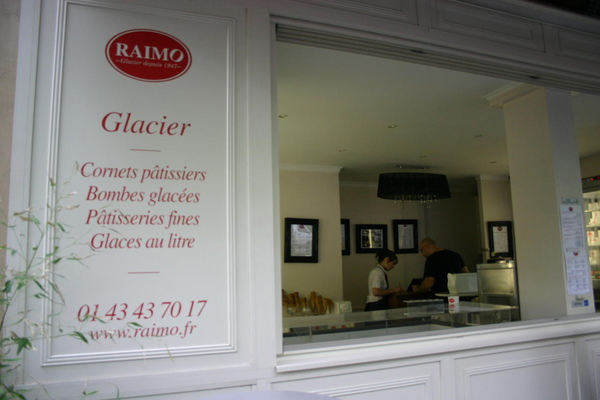 RAIMO
Glacier depuis 1947
Glacier
Cornets pâtissiers
Bombes glacées
Pâtisseries fines
Glaces au litre
01 43 43 70 17
www.raimo.fr